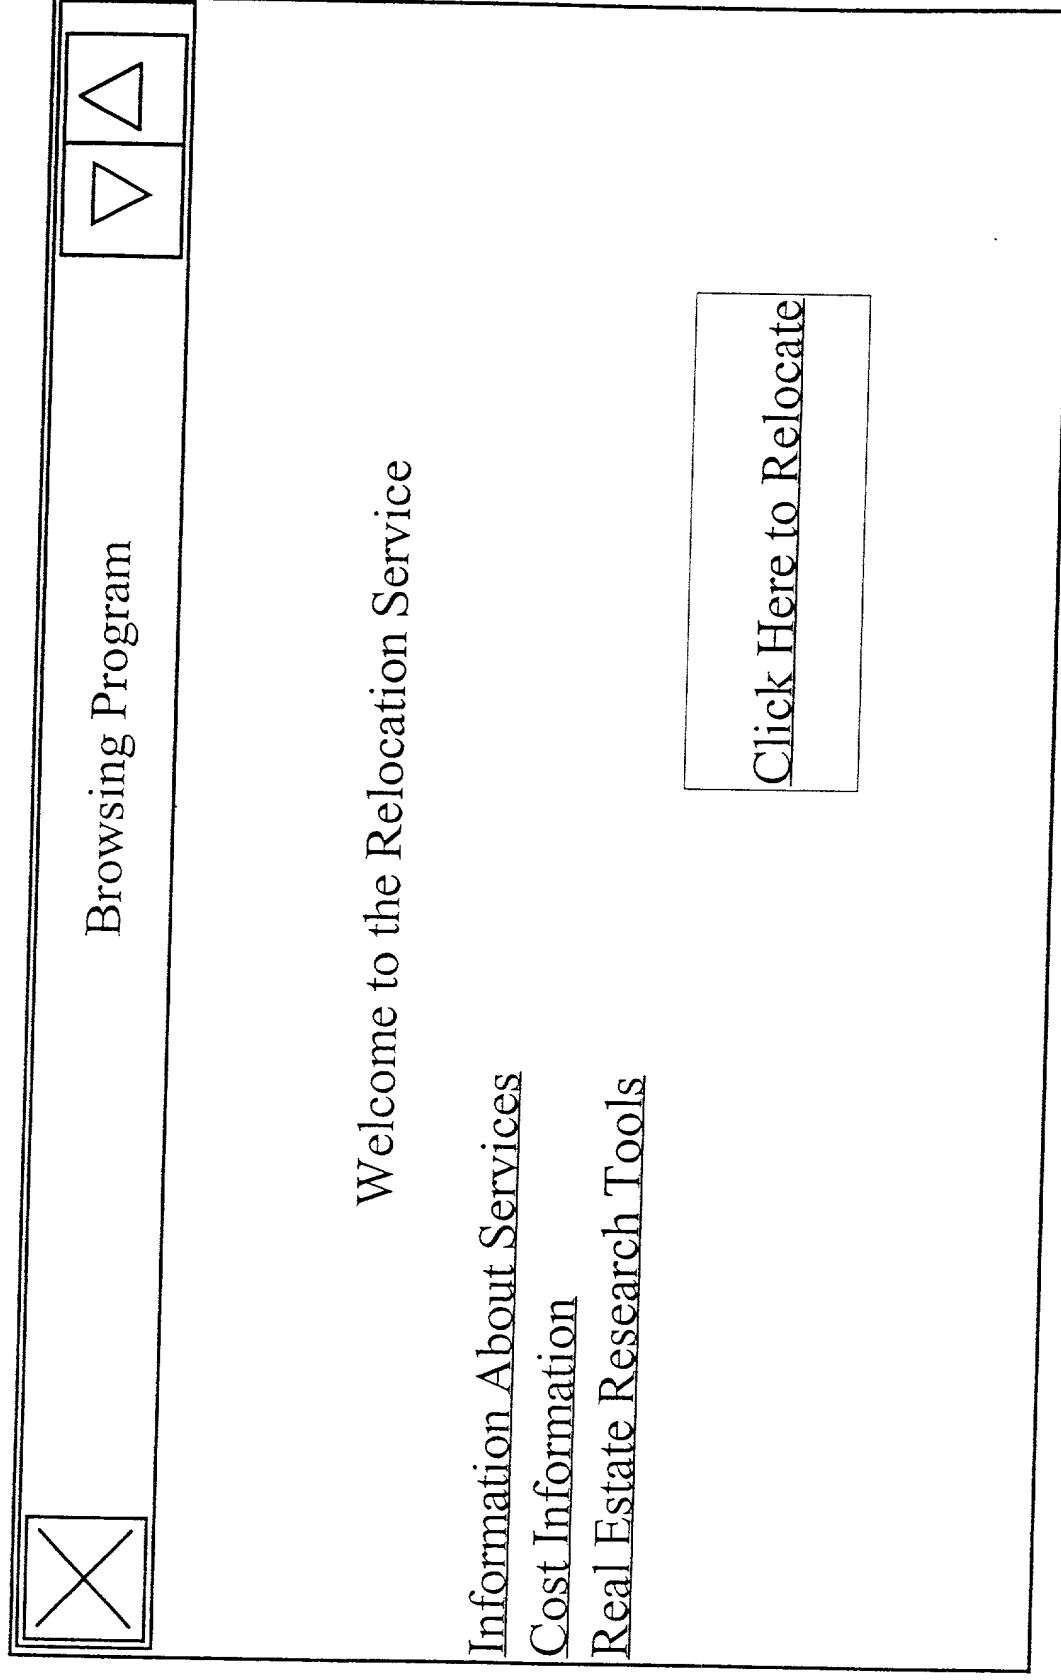 Browsing Program
Welcome to the Relocation Service
Information About Services
Cost Information
Real Estate Research Tools
Click Here to Relocate